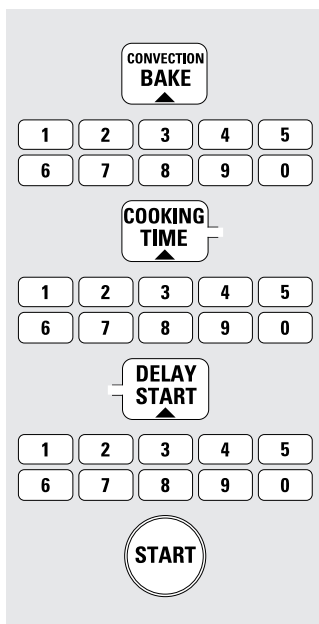 CONVECTION
BAKE
1 2 3 4 5
6 7 8 9 0
COOKING
TIME
1 2 3 4 5
6 7 8 9 0
DELAY
START
1 2 3 4 5
6 7 8 9 0
START